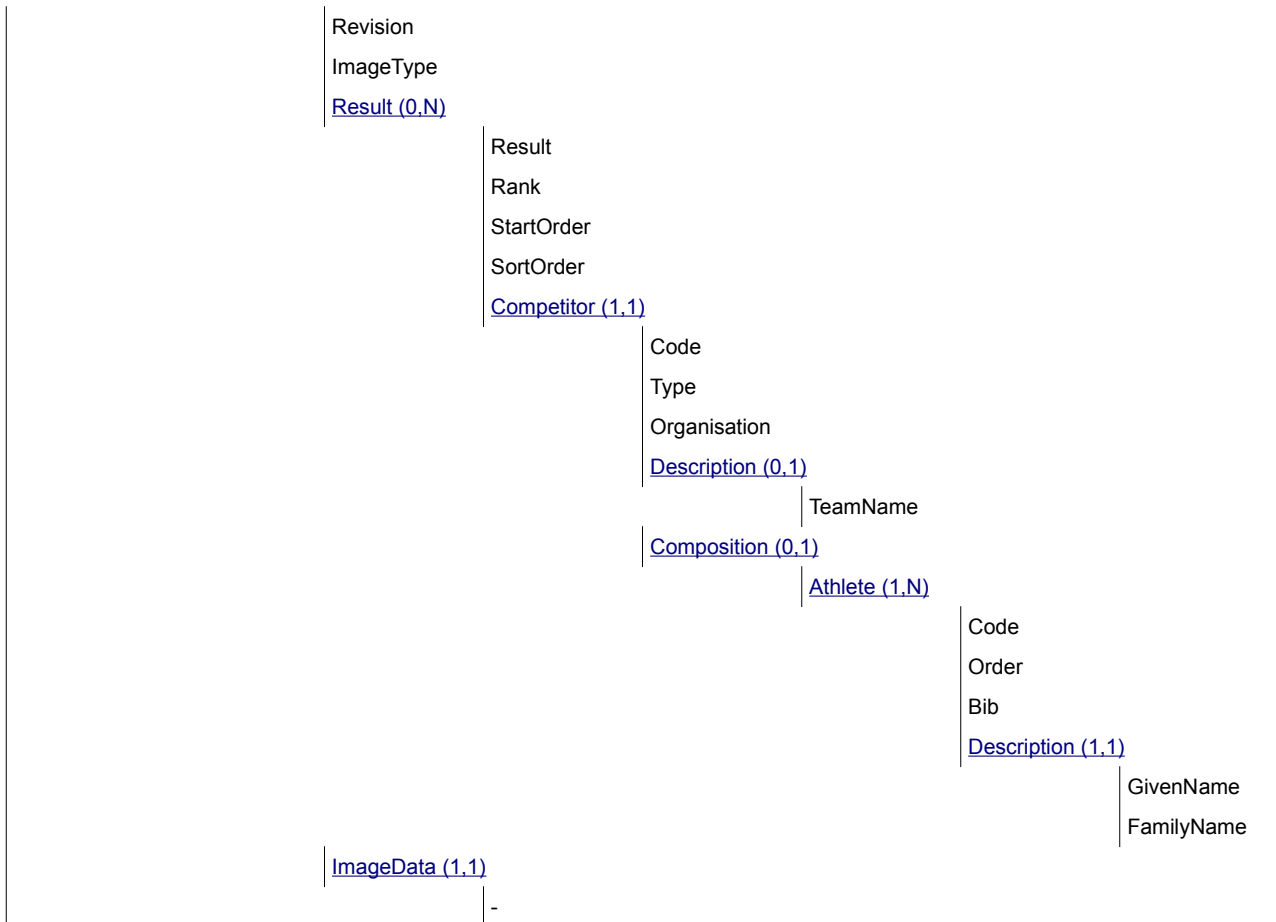 Revision
ImageType
Result (0,N)
Result
Rank
StartOrder
SortOrder
Competitor (1,1)
Code
Type
Organisation
Description (0,1)
TeamName
Composition (0,1)
Athlete (1,N)
Code
Order
Bib
Description (1,1)
GivenName
FamilyName
ImageData (1,1)
-